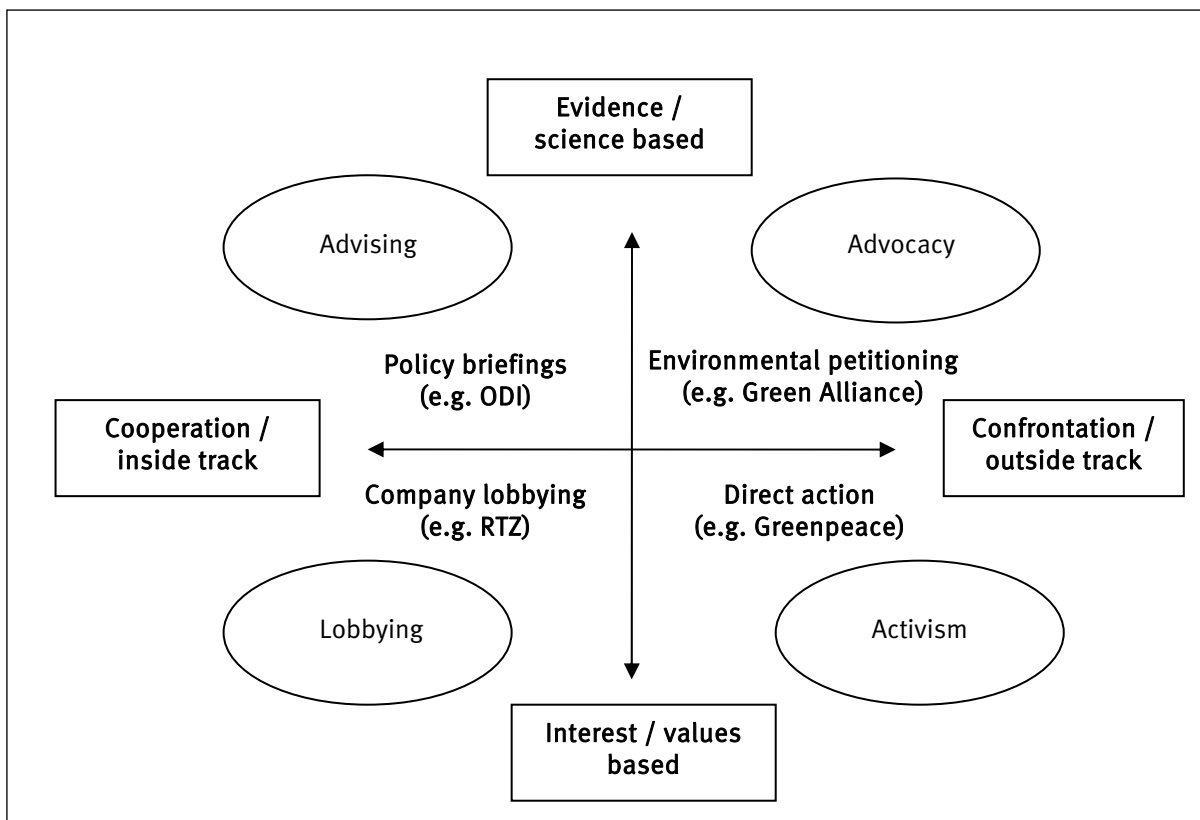 Evidence /
science based
Advising
Advocacy
Policy briefings
(e.g. ODI)
Environmental petitioning
(e.g. Green Alliance)
Cooperation /
inside track
Confrontation /
outside track
Company lobbying
(e.g. RTZ)
Direct action
(e.g. Greenpeace)
Lobbying
Activism
Interest / values
based